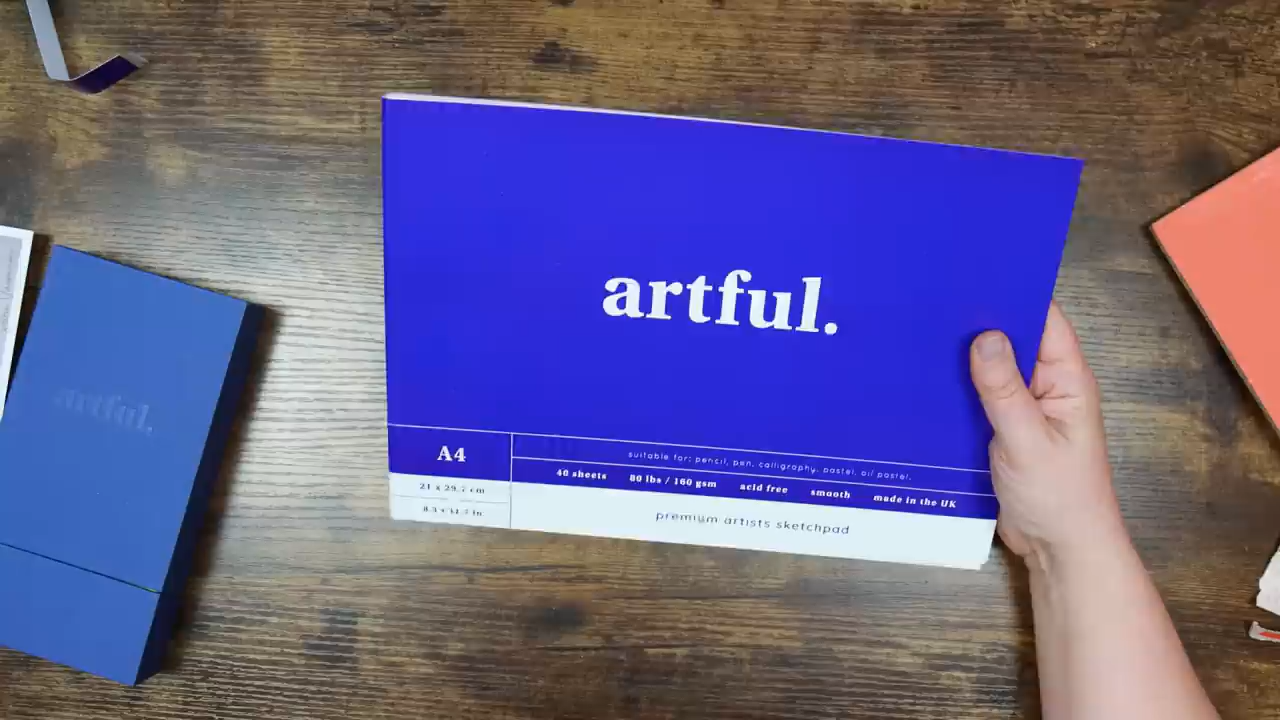 artful.
artful.
A4
21 x 29.7 cm
suitable for: pencil, pen, calligraphy, pastel, oil pastel.
40 sheets 80 lbs / 160 gsm acid free smooth made in the UK
premium artists sketchpad